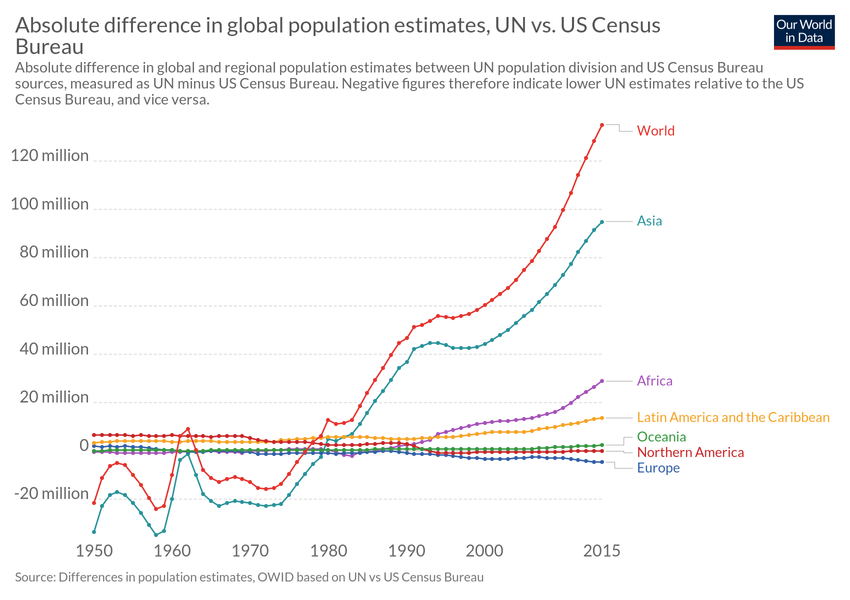 Absolute difference in global population estimates, UN vs. US Census
Bureau
Our World
in Data
Absolute difference in global and regional population estimates between UN population division and US Census Bureau
sources, measured as UN minus US Census Bureau. Negative figures therefore indicate lower UN estimates relative to the US
Census Bureau, and vice versa.
World
120 million
100 million
Asia
80 million
60 million
40 million
Africa
20 million
Latin America and the Caribbean
Oceania
0
Northern America
Europe
-20 million
1950 1960 1970 1980 1990 2000 2015
Source: Differences in population estimates, OWID based on UN vs US Census Bureau